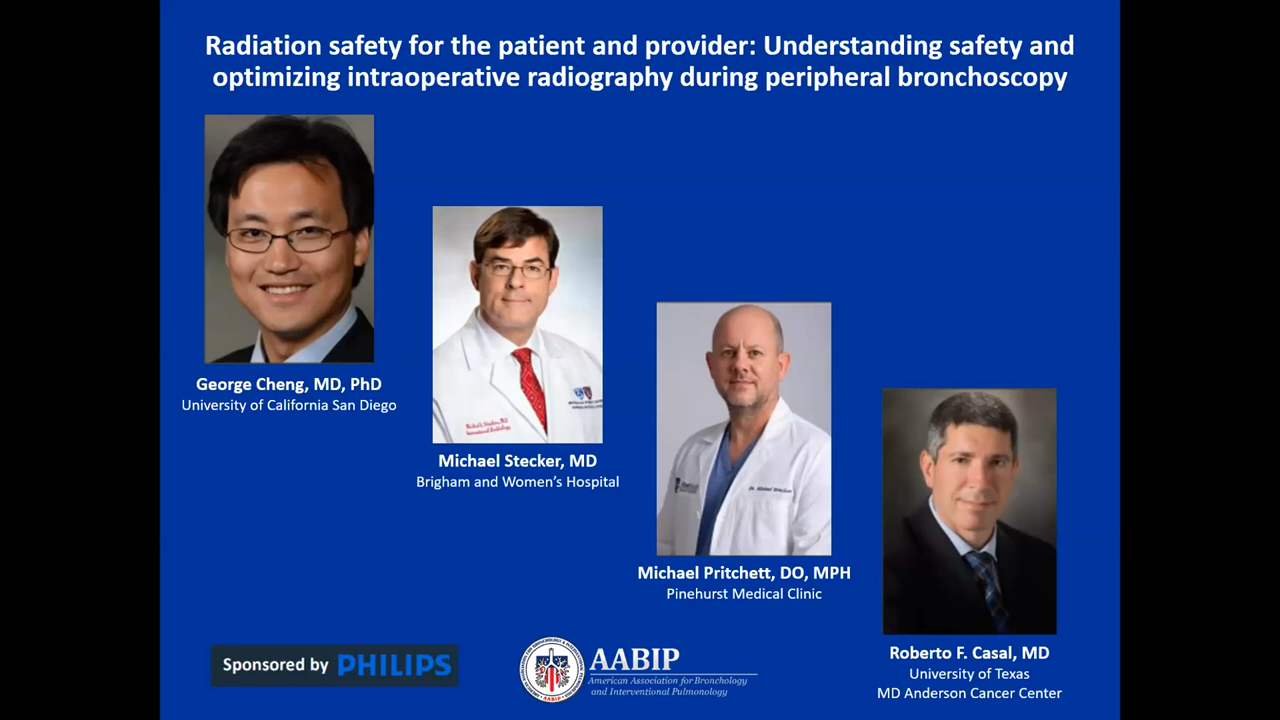 Radiation safety for the patient and provider: Understanding safety and
optimizing intraoperative radiography during peripheral bronchoscopy
George Cheng, MD, PhD
University of California San Diego
Michael Stecker, MD
Brigham and Women's Hospital
Michael Pritchett, DO, MPH
Pinehurst Medical Clinic
Roberto F. Casal, MD
University of Texas
MD Anderson Cancer Center
Sponsored by PHILIPS
AABIP
American Association for Bronchology
and Interventional Pulmonology